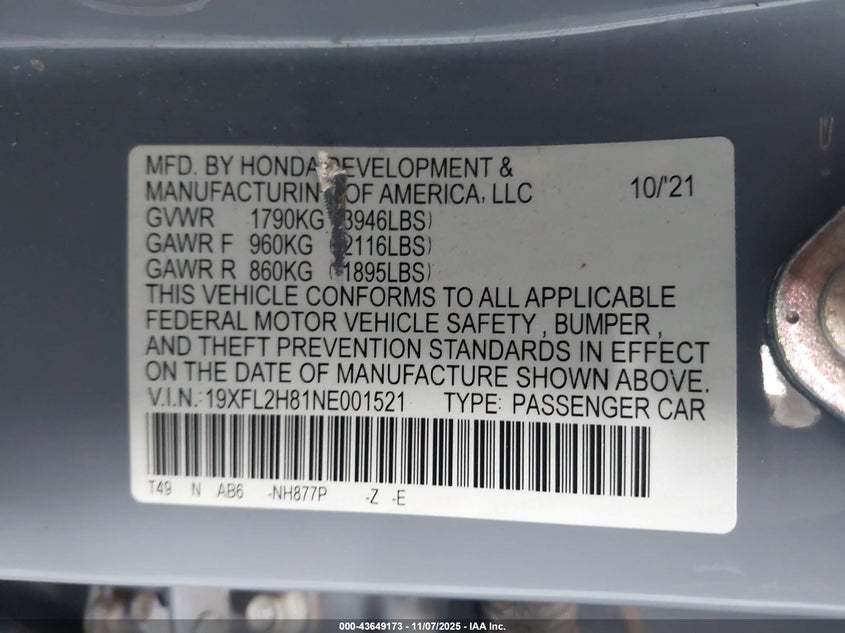 MFD. BY HONDA DEVELOPMENT &
MANUFACTURIN OF AMERICA, LLC 10/'21
GVWR 1790KG (3946LBS)
GAWR F 960KG (2116LBS)
GAWR R 860KG (1895LBS)
THIS VEHICLE CONFORMS TO ALL APPLICABLE
FEDERAL MOTOR VEHICLE SAFETY , BUMPER ,
AND THEFT PREVENTION STANDARDS IN EFFECT
ON THE DATE OF MANUFACTURE SHOWN ABOVE.
V.I.N.: 19XFL2H81NE001521 TYPE: PASSENGER CAR
T49 N AB6 -NH877P -Z -E
000-43649173 — 11/07/2025 — ©IAA, Inc.